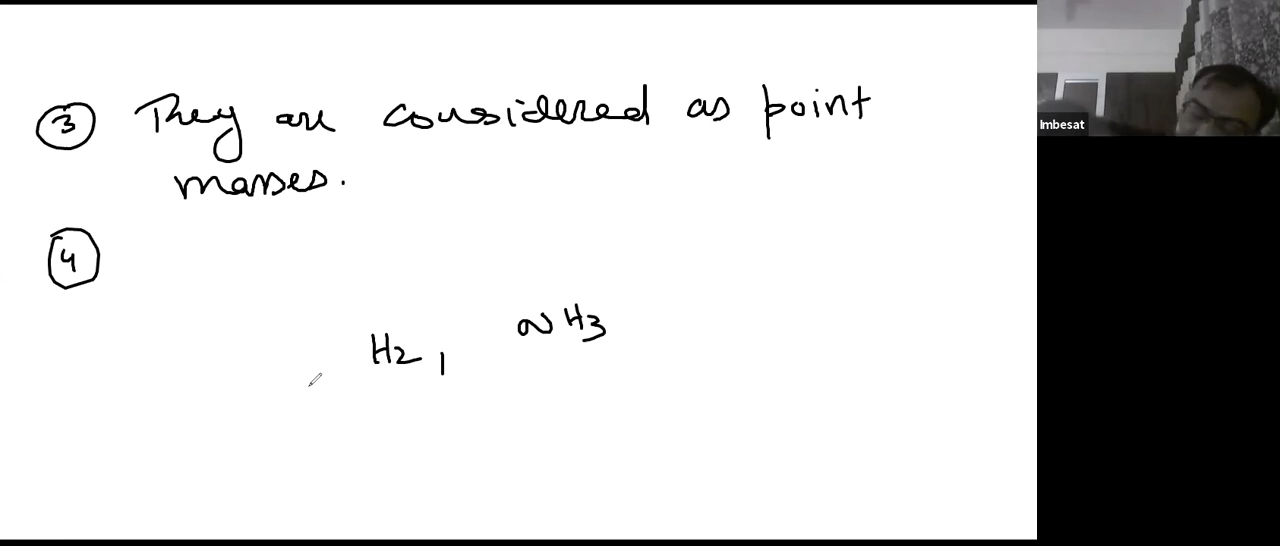 ③ They are considered as point
masses.
④
H2, NH3
Imbesat